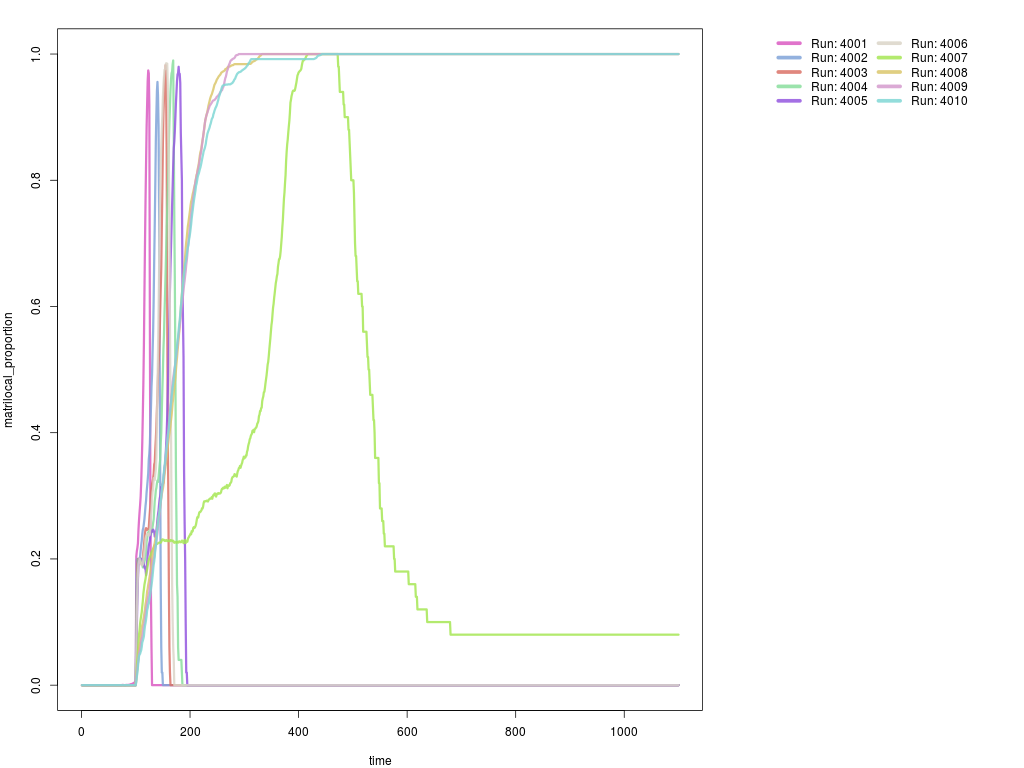 matrilocal_proportion
1.0
0.8
0.6
0.4
0.2
0.0
0 200 400 600 800 1000
time
Run: 4001 Run: 4006
Run: 4002 Run: 4007
Run: 4003 Run: 4008
Run: 4004 Run: 4009
Run: 4005 Run: 4010